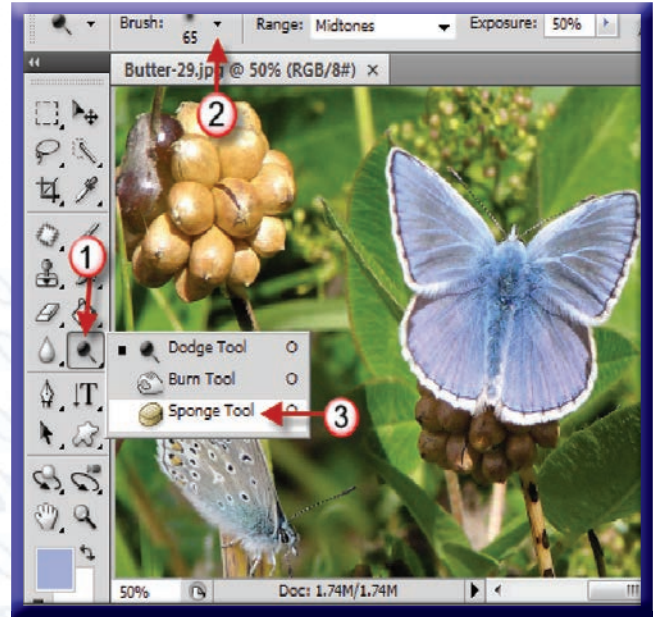 Brush: 65 Range: Midtones Exposure: 50%
Butter-29.jpg @ 50% (RGB/8#) ×
2
1
Dodge Tool O
Burn Tool O
Sponge Tool O
3
T
50% Doc: 1.74M/1.74M